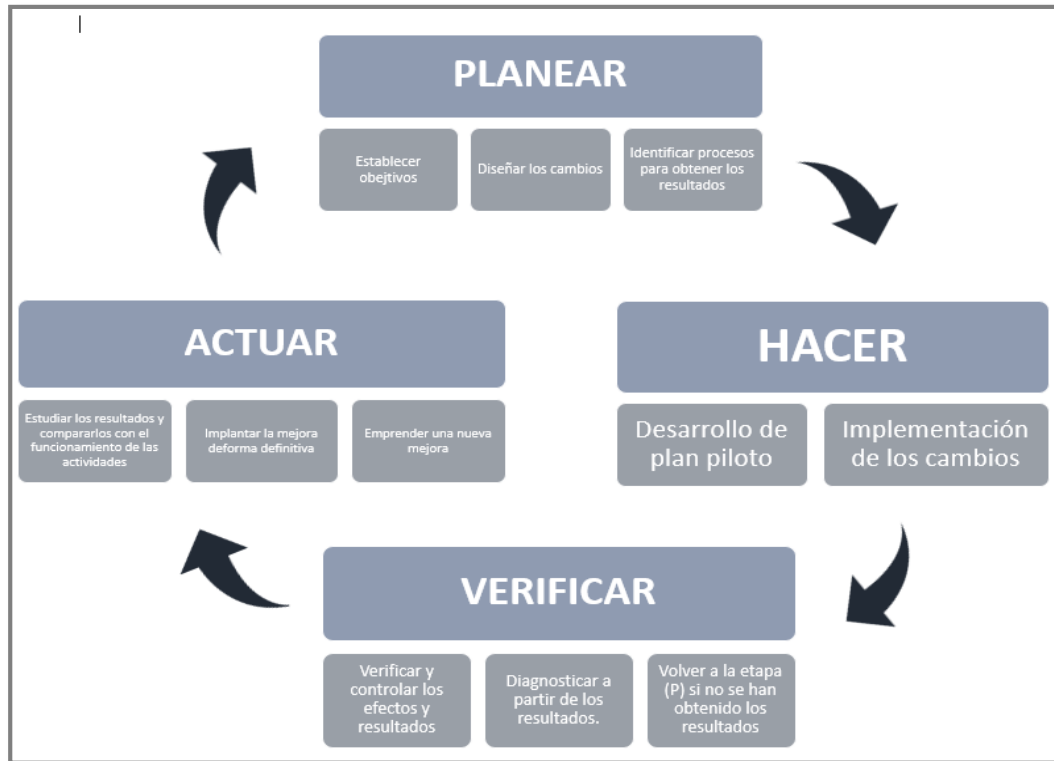 PLANEAR
Establecer
obejtivos
Diseñar los cambios
Identificar procesos
para obtener los
resultados
ACTUAR
Estudiar los resultados y
compararlos con el
funcionamiento de las
actividades
Implantar la mejora
deforma definitiva
Emprender una nueva
mejora
HACER
Desarrollo de
plan piloto
Implementación
de los cambios
VERIFICAR
Verificar y
controlar los
efectos y
resultados
Diagnosticar a
partir de los
resultados.
Volver a la etapa
(P) si no se han
obtenido los
resultados